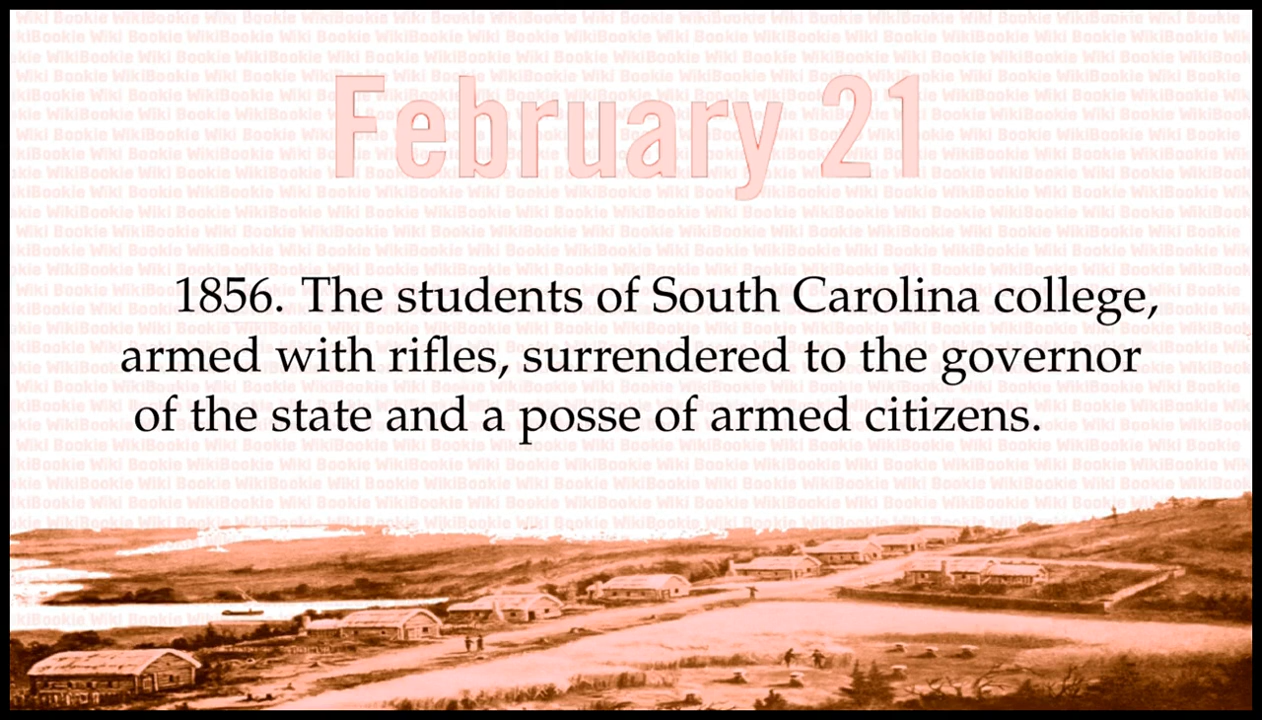 February 21
1856. The students of South Carolina college,
armed with rifles, surrendered to the governor
of the state and a posse of armed citizens.